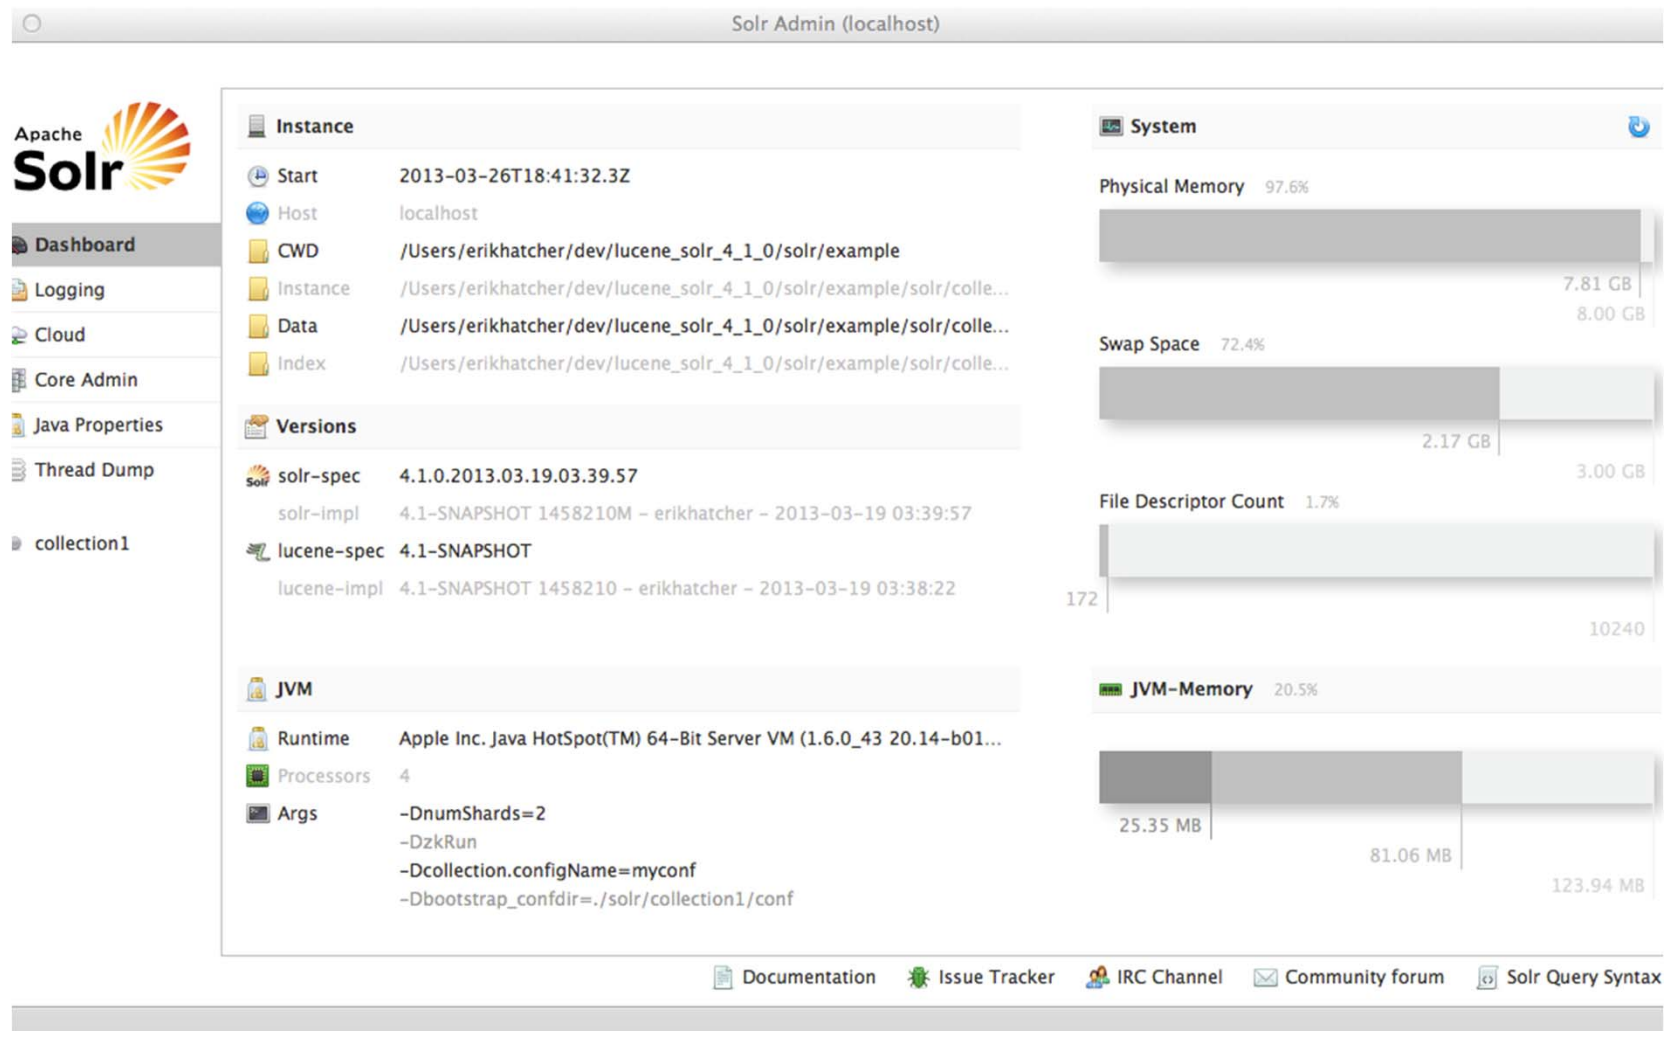 Solr Admin (localhost)
Apache
Solr
Dashboard
Logging
Cloud
Core Admin
Java Properties
Thread Dump
collection1
Instance
Start 2013-03-26T18:41:32.3Z
Host localhost
CWD /Users/erikhatcher/dev/lucene_solr_4_1_0/solr/example
Instance /Users/erikhatcher/dev/lucene_solr_4_1_0/solr/example/solr/colle...
Data /Users/erikhatcher/dev/lucene_solr_4_1_0/solr/example/solr/colle...
Index /Users/erikhatcher/dev/lucene_solr_4_1_0/solr/example/solr/colle...
Versions
Solr solr-spec 4.1.0.2013.03.19.03.39.57
solr-impl 4.1-SNAPSHOT 1458210M - erikhatcher - 2013-03-19 03:39:57
lucene-spec 4.1-SNAPSHOT
lucene-impl 4.1-SNAPSHOT 1458210 - erikhatcher - 2013-03-19 03:38:22
JVM
Runtime Apple Inc. Java HotSpot(TM) 64-Bit Server VM (1.6.0_43 20.14-b01...
Processors 4
Args -DnumShards=2
-DzkRun
-Dcollection.configName=myconf
-Dbootstrap_confdir=./solr/collection1/conf
System
Physical Memory 97.6%
7.81 GB
8.00 GB
Swap Space 72.4%
2.17 GB
3.00 GB
File Descriptor Count 1.7%
172
10240
JVM-Memory 20.5%
25.35 MB
81.06 MB
123.94 MB
Documentation Issue Tracker IRC Channel Community forum Solr Query Syntax